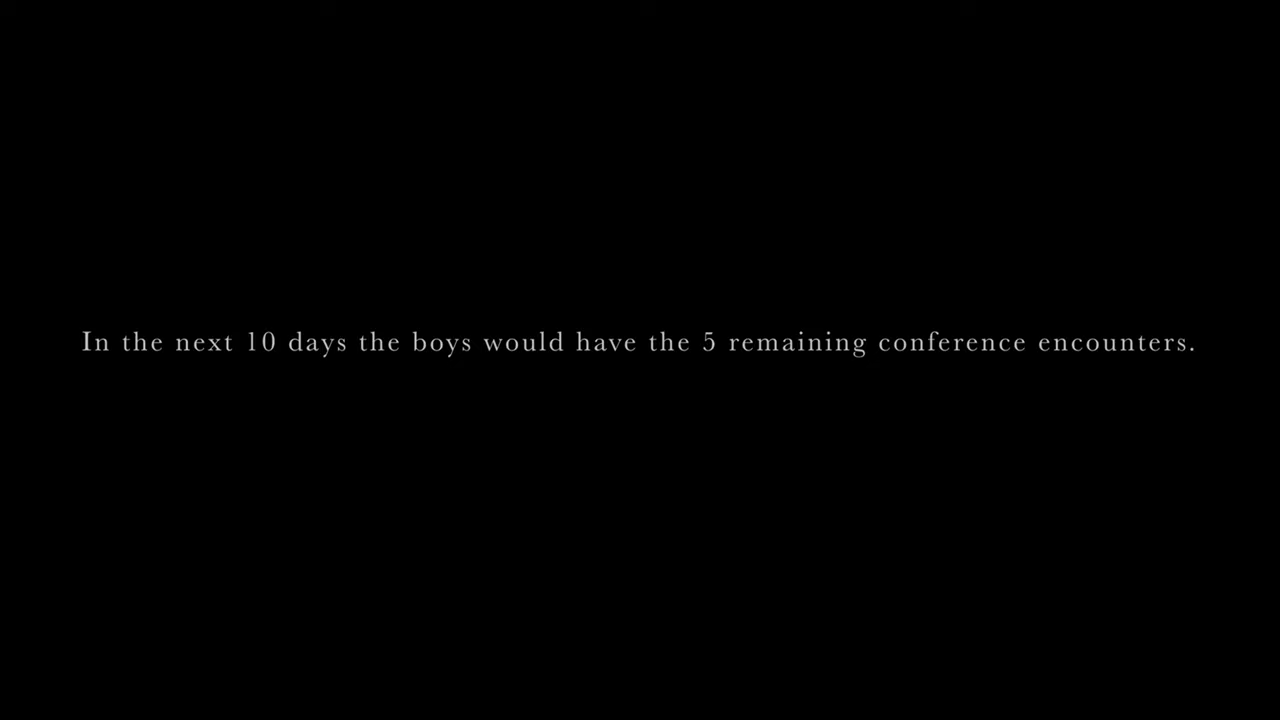 In the next 10 days the boys would have the 5 remaining conference encounters.